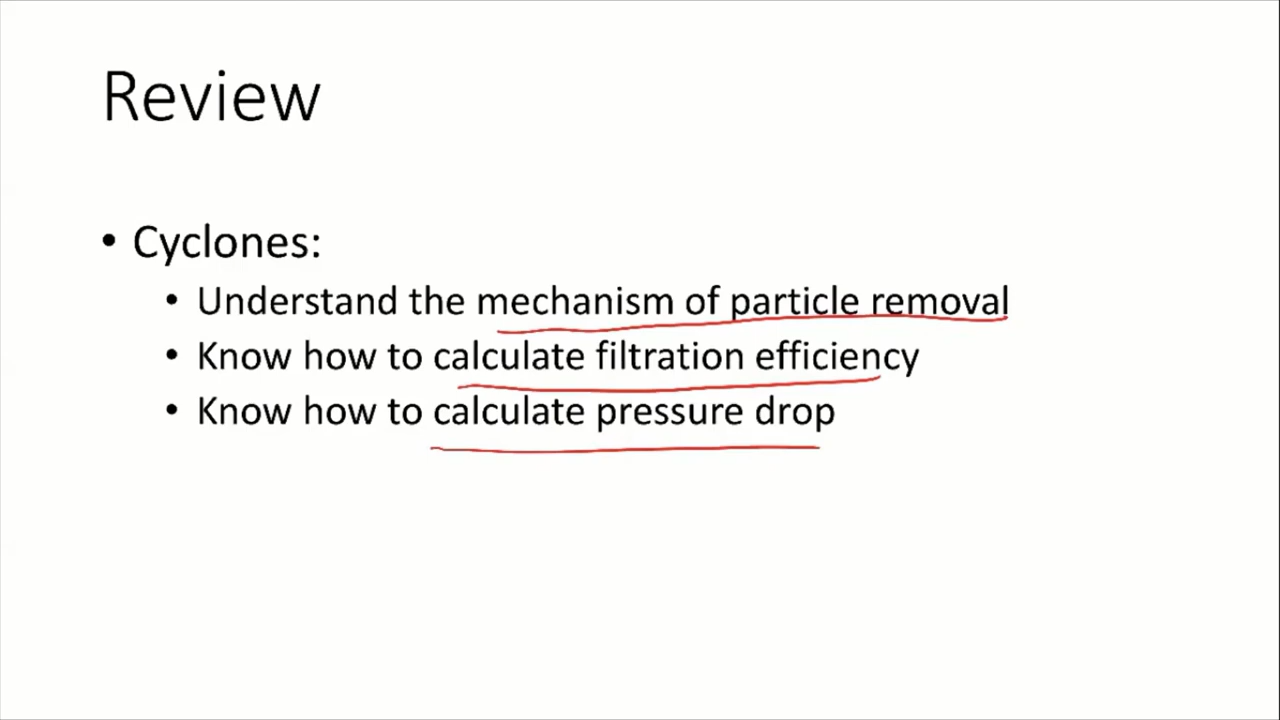 Review
• Cyclones:
• Understand the mechanism of particle removal
• Know how to calculate filtration efficiency
• Know how to calculate pressure drop